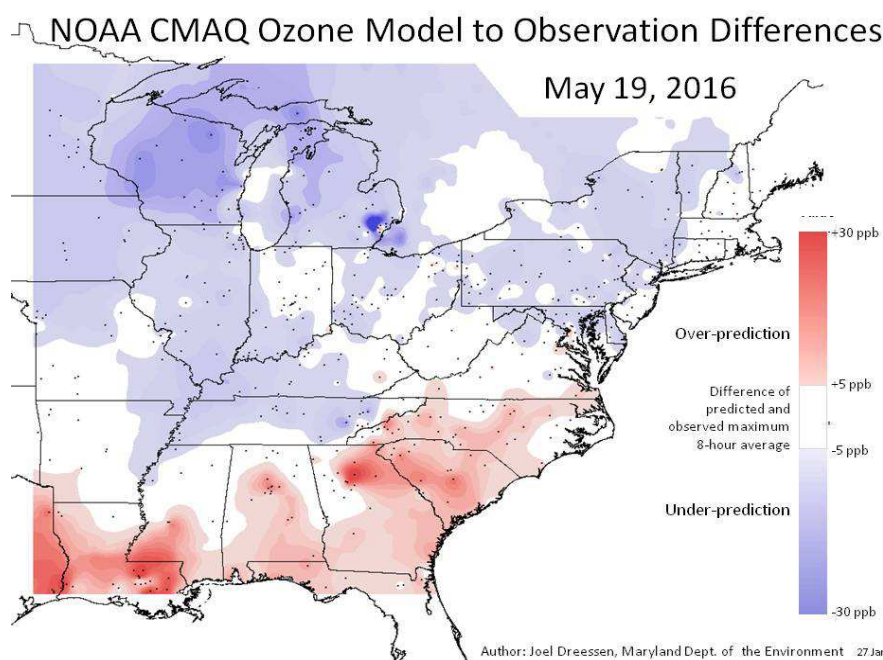 NOAA CMAQ Ozone Model to Observation Differences
May 19, 2016
+30 ppb
Over-prediction
+5 ppb
Difference of
predicted and
observed maximum
8-hour average
-5 ppb
Under-prediction
-30 ppb
Author: Joel Dreessen, Maryland Dept. of the Environment 27 Jan